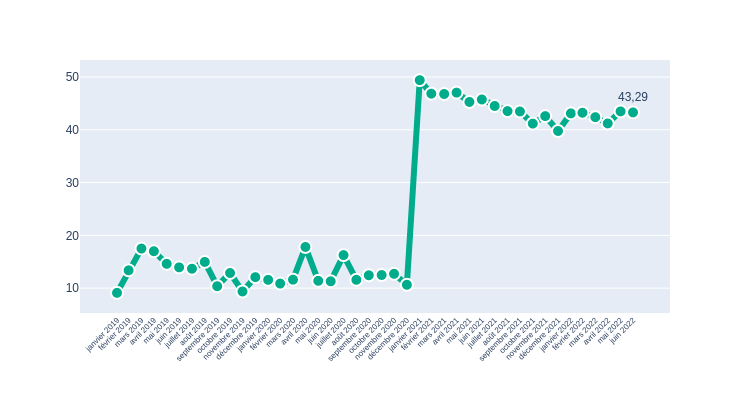 50
40
30
20
10
43,29
janvier 2019
février 2019
mars 2019
avril 2019
mai 2019
juin 2019
juillet 2019
août 2019
septembre 2019
octobre 2019
novembre 2019
décembre 2019
janvier 2020
février 2020
mars 2020
avril 2020
mai 2020
juin 2020
juillet 2020
août 2020
septembre 2020
octobre 2020
novembre 2020
décembre 2020
janvier 2021
février 2021
mars 2021
avril 2021
mai 2021
juin 2021
juillet 2021
août 2021
septembre 2021
octobre 2021
novembre 2021
décembre 2021
janvier 2022
février 2022
mars 2022
avril 2022
mai 2022
juin 2022